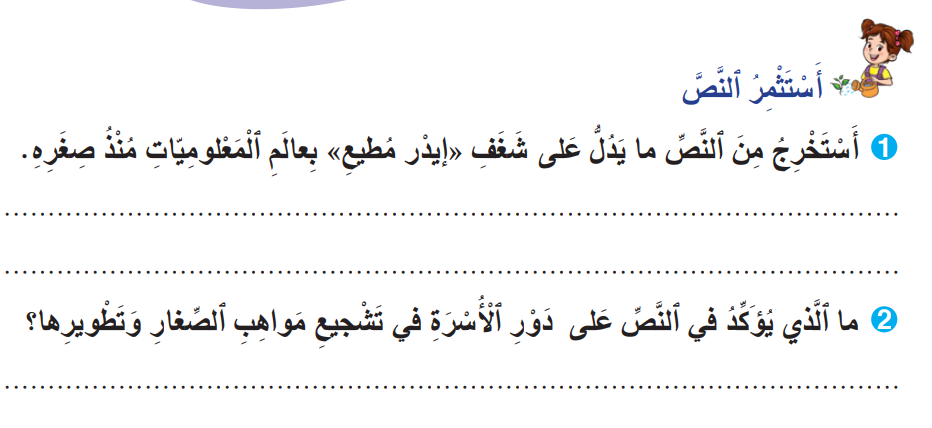 أَسْتَثْمِرُ ٱلنَّصَّ
1 أَسْتَخْرِجُ مِنَ ٱلنَّصِّ ما يَدُلُّ عَلى شَغَفِ «إيدْر مُطيعِ» بِعالَمِ ٱلْمَعْلومِيّاتِ مُنْذُ صِغَرِهِ.
................................................................................
................................................................................
2 ما ٱلَّذي يُؤَكِّدُ في ٱلنَّصِّ عَلى دَوْرِ ٱلْأُسْرَةِ في تَشْجيعِ مَواهِبِ ٱلصِّغارِ وَتَطْويرِها؟
................................................................................